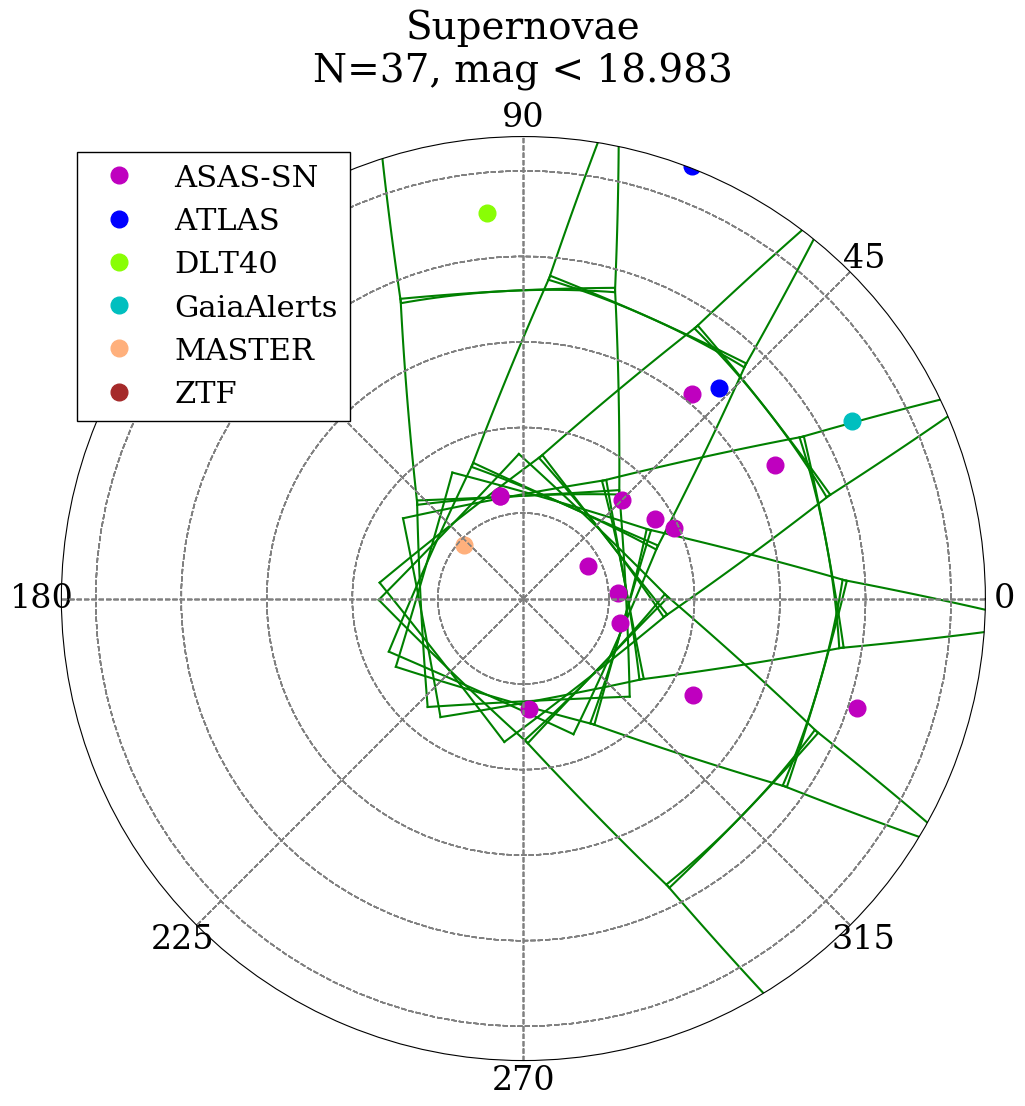 Supernovae
N=37, mag < 18.983
90
ASAS-SN
ATLAS
DLT40
GaiaAlerts
MASTER
ZTF
45
180
0
225
315
270